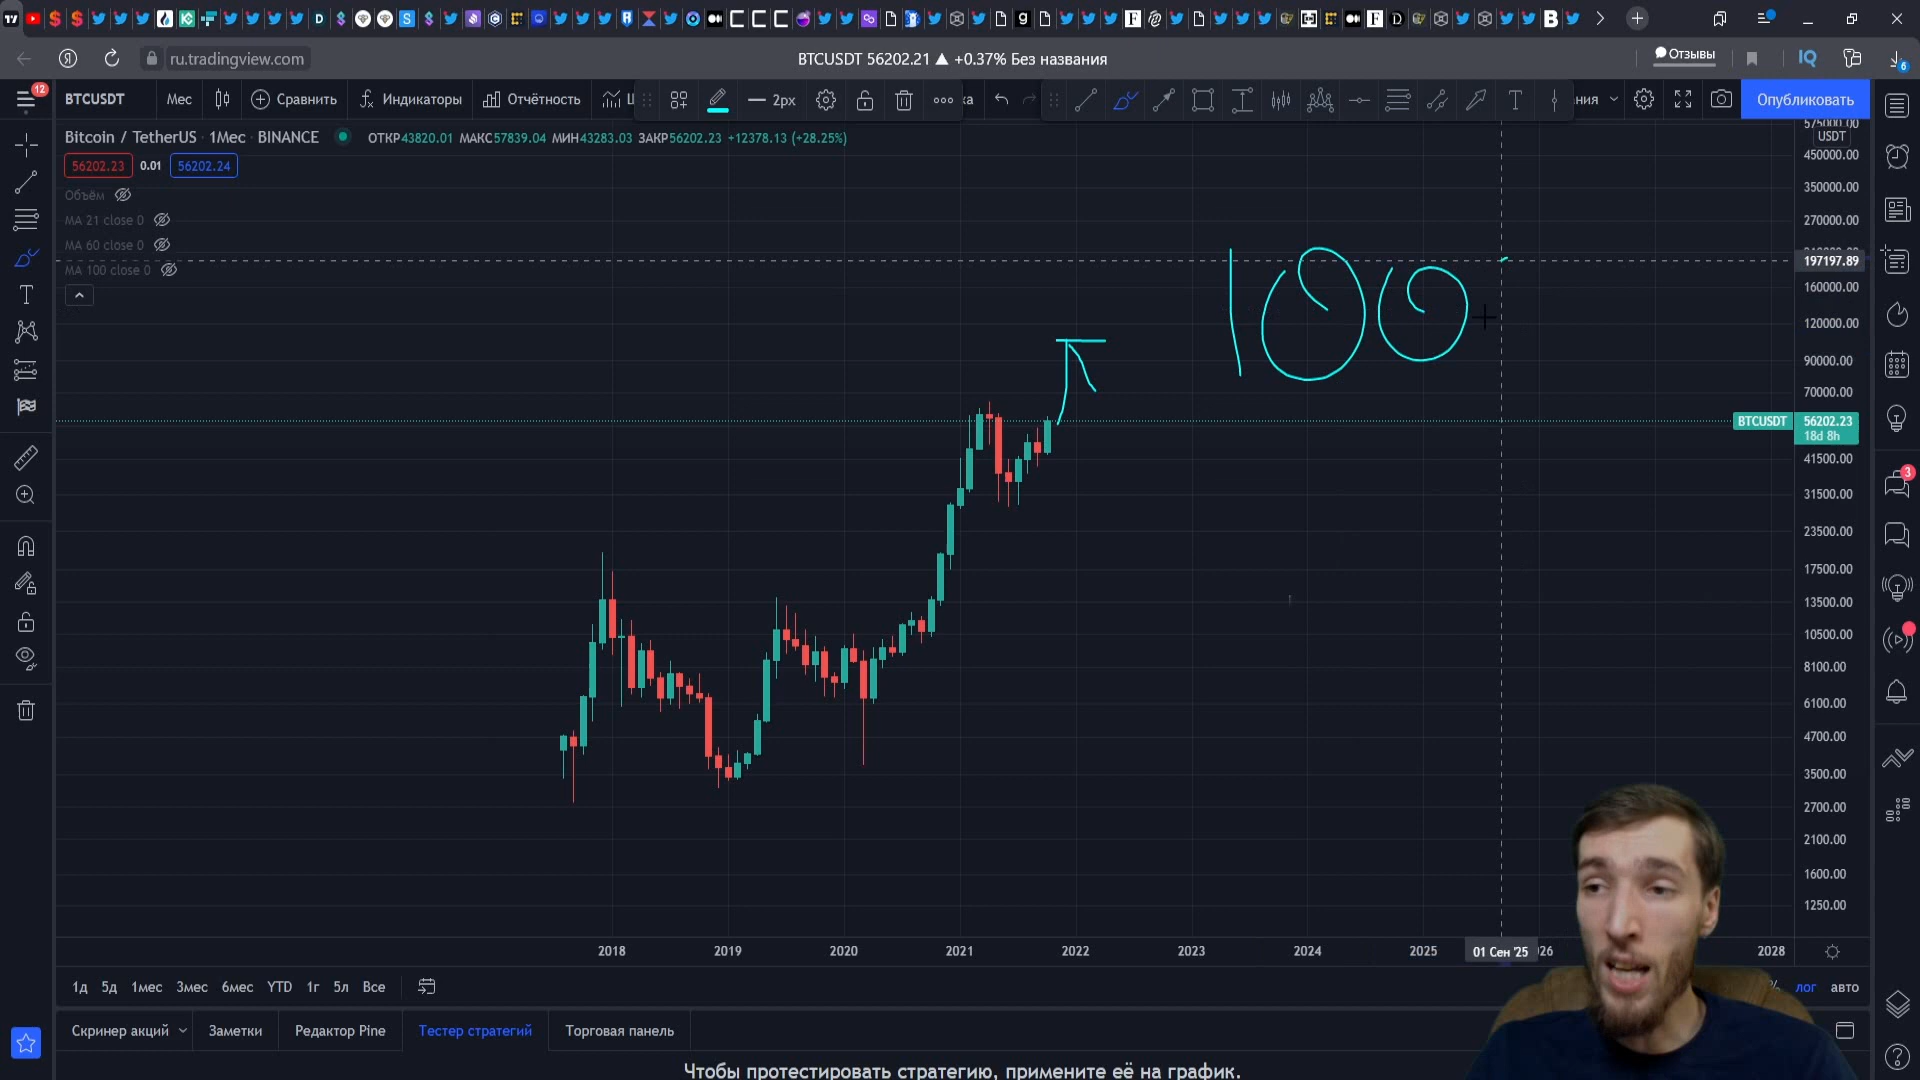 ru.tradingview.com
BTCUSDT 56202.21 ▲ +0.37% Без названия
Отзывы
6
12
BTCUSDT
Мес
Сравнить
Индикаторы
Отчётность
2px
Опубликовать
Bitcoin / TetherUS · 1Мес · BINANCE
ОТКР43820.01 МАКС57839.04 МИН43283.03 ЗАКР56202.23 +12378.13 (+28.25%)
56202.23
0.01
56202.24
Объём
MA 21 close 0
MA 60 close 0
MA 100 close 0
100
575000.00
USDT
450000.00
350000.00
270000.00
197197.89
160000.00
120000.00
90000.00
70000.00
BTCUSDT
56202.23
18d 8h
41500.00
31500.00
23500.00
17500.00
13500.00
10500.00
8100.00
6100.00
4700.00
3500.00
2700.00
2100.00
1600.00
1250.00
3
2018
2019
2020
2021
2022
2023
2024
2025
01 Сен '25
2028
1д
5д
1мес
3мес
6мес
YTD
1г
5л
Все
%
лог
авто
Скринер акций
Заметки
Редактор Pine
Тестер стратегий
Торговая панель
Чтобы протестировать стратегию, примените её на график.